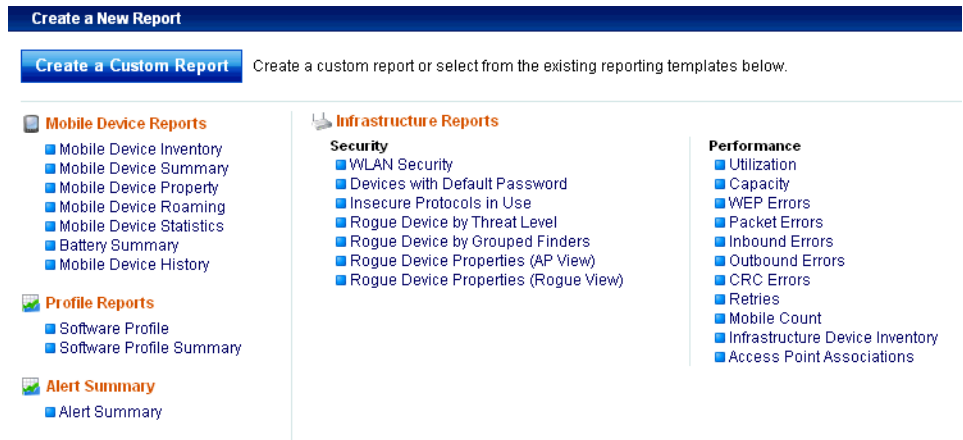 Create a New Report
Create a Custom Report
Create a custom report or select from the existing reporting templates below.
Mobile Device Reports
Mobile Device Inventory
Mobile Device Summary
Mobile Device Property
Mobile Device Roaming
Mobile Device Statistics
Battery Summary
Mobile Device History
Profile Reports
Software Profile
Software Profile Summary
Alert Summary
Alert Summary
Infrastructure Reports
Security
WLAN Security
Devices with Default Password
Insecure Protocols in Use
Rogue Device by Threat Level
Rogue Device by Grouped Finders
Rogue Device Properties (AP View)
Rogue Device Properties (Rogue View)
Performance
Utilization
Capacity
WEP Errors
Packet Errors
Inbound Errors
Outbound Errors
CRC Errors
Retries
Mobile Count
Infrastructure Device Inventory
Access Point Associations